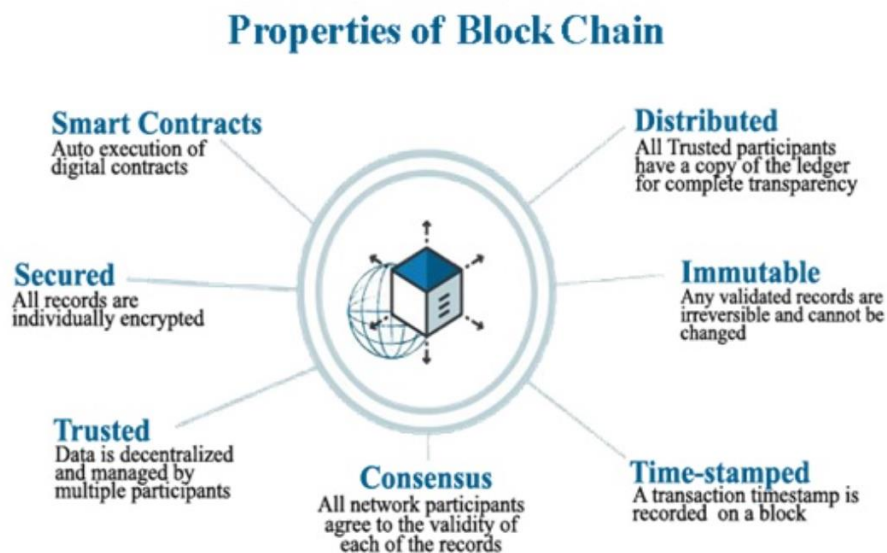 Properties of Block Chain
Smart Contracts
Auto execution of
digital contracts
Distributed
All Trusted participants
have a copy of the ledger
for complete transparency
Secured
All records are
individually encrypted
Immutable
Any validated records are
irreversible and cannot be
changed
Trusted
Data is decentralized
and managed by
multiple participants
Consensus
All network participants
agree to the validity of
each of the records
Time-stamped
A transaction timestamp is
recorded on a block